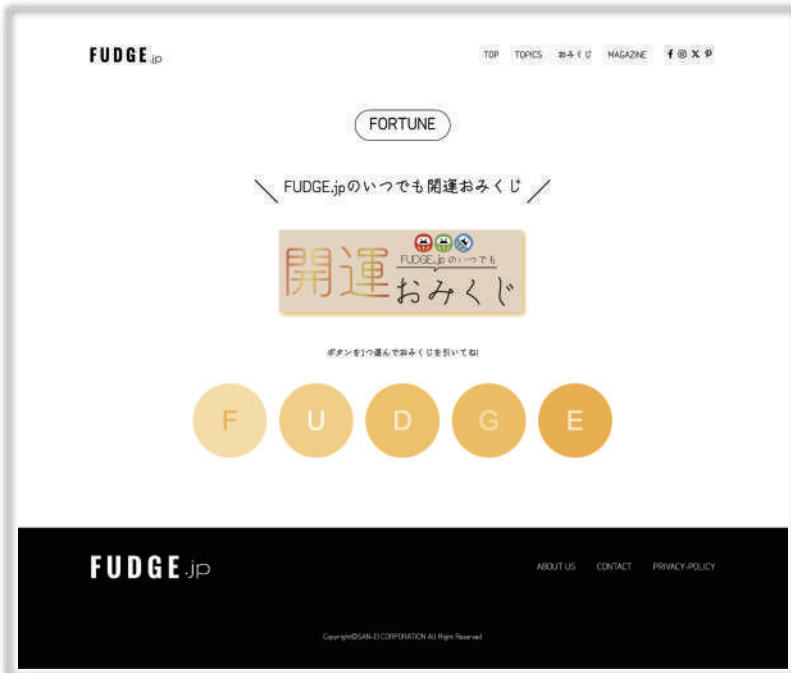 FUDGE.jp
TOP TOPICS おみくじ MAGAZINE
FORTUNE
FUDGE.jpのいつでも開運おみくじ
開運
FUDGE.jpのいつでも
おみくじ
ボタンを1つ選んでおみくじを引いてね!
F U D G E
FUDGE.jp
ABOUT US CONTACT PRIVACY-POLICY
Copyright©SAN-EI CORPORATION All Right Reserved